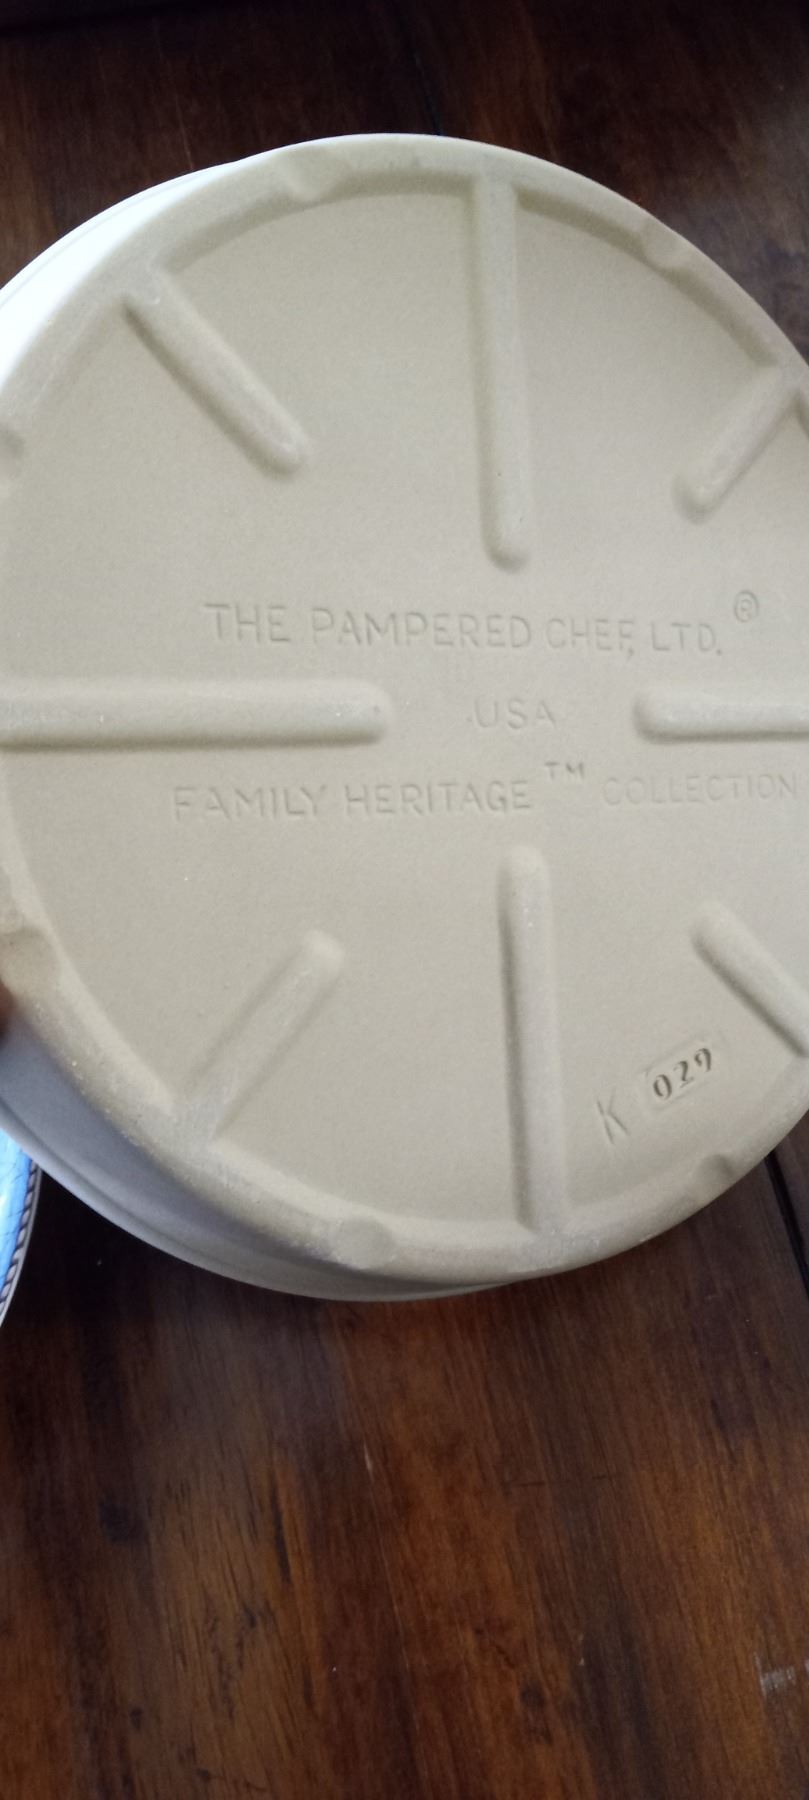 THE PAMPERED CHEF, LTD.®
USA
FAMILY HERITAGE™ COLLECTION
K 029